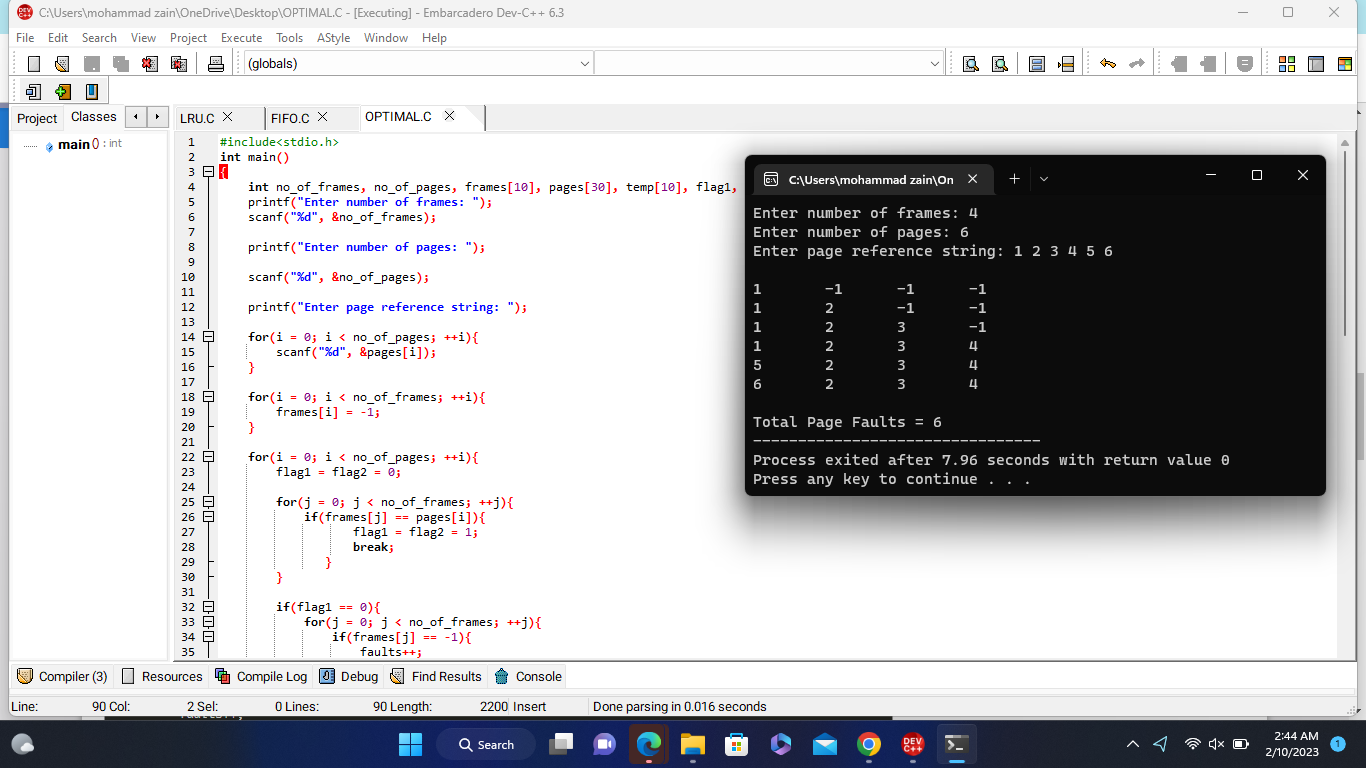 C:\Users\mohammad zain\OneDrive\Desktop\OPTIMAL.C - [Executing] - Embarcadero Dev-C++ 6.3
File Edit Search View Project Execute Tools AStyle Window Help
(globals)
Project Classes
main() : int
LRU.C FIFO.C OPTIMAL.C
1 #include<stdio.h>
2 int main()
3 {
4 int no_of_frames, no_of_pages, frames[10], pages[30], temp[10], flag1,
5 printf("Enter number of frames: ");
6 scanf("%d", &no_of_frames);
7
8 printf("Enter number of pages: ");
9
10 scanf("%d", &no_of_pages);
11
12 printf("Enter page reference string: ");
13
14 for(i = 0; i < no_of_pages; ++i){
15 scanf("%d", &pages[i]);
16 }
17
18 for(i = 0; i < no_of_frames; ++i){
19 frames[i] = -1;
20 }
21
22 for(i = 0; i < no_of_pages; ++i){
23 flag1 = flag2 = 0;
24
25 for(j = 0; j < no_of_frames; ++j){
26 if(frames[j] == pages[i]){
27 flag1 = flag2 = 1;
28 break;
29 }
30 }
31
32 if(flag1 == 0){
33 for(j = 0; j < no_of_frames; ++j){
34 if(frames[j] == -1){
35 faults++;
C:\Users\mohammad zain\On
Enter number of frames: 4
Enter number of pages: 6
Enter page reference string: 1 2 3 4 5 6
1 -1 -1 -1
1 2 -1 -1
1 2 3 -1
1 2 3 4
5 2 3 4
6 2 3 4
Total Page Faults = 6
--------------------------------
Process exited after 7.96 seconds with return value 0
Press any key to continue . . .
Compiler (3) Resources Compile Log Debug Find Results Console
Line: 90 Col: 2 Sel: 0 Lines: 90 Length: 2200 Insert Done parsing in 0.016 seconds
Search
DEV C++
2:44 AM
2/10/2023
1